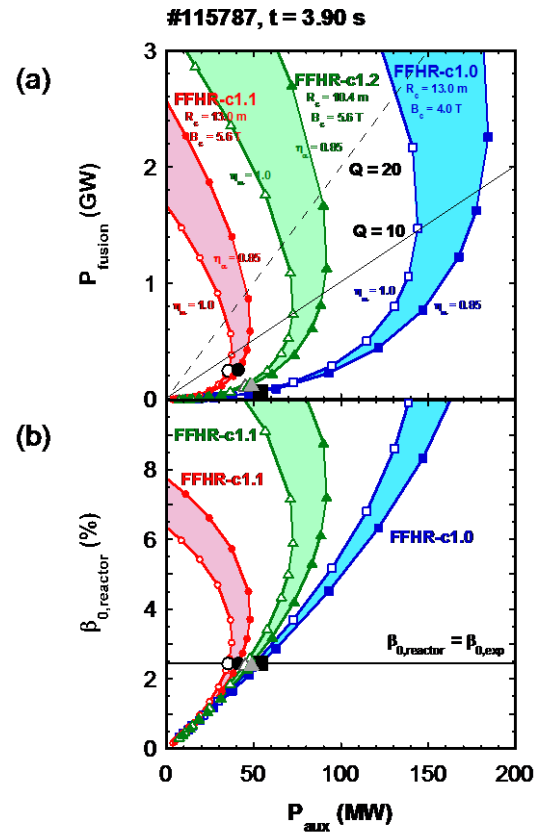 #115787, t = 3.90 s
(a)
P_fusion (GW)
3
2
1
0
FFHR-c1.1
R_c = 13.0 m
B_c = 5.6 T
FFHR-c1.2
R_c = 10.4 m
B_c = 5.6 T
η_α = 0.85
FFHR-c1.0
R_c = 13.0 m
B_c = 4.0 T
η_α = 1.0
Q = 20
Q = 10
η_α = 0.85
η_α = 1.0
η_α = 1.0
η_α = 0.85
(b)
β_0,reactor (%)
8
6
4
2
0
FFHR-c1.1
FFHR-c1.1
FFHR-c1.0
β_0,reactor = β_0,exp
0 50 100 150 200
P_aux (MW)